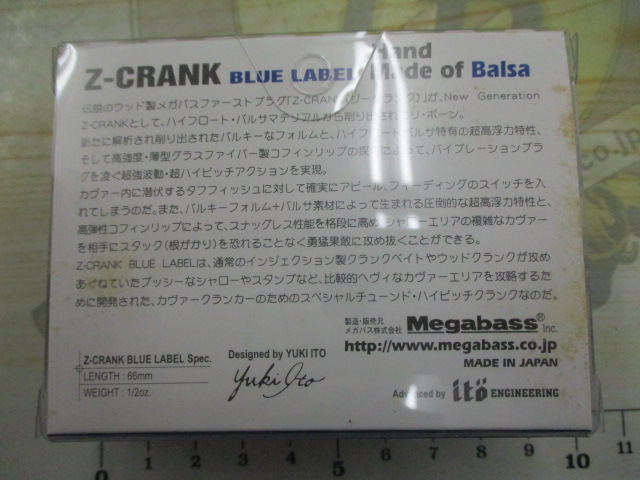 Z-CRANK BLUE LABEL・Hand Made of Balsa
伝説のウッド製メガバスファーストプラグ「Z-CRANK（ジークランク）」が、New Generation
Z-CRANKとして、ハイフロート・バルサマテリアルから削り出されてリ・ボーン。
新たに解析され削り出されたバルキーなフォルムと、ハイフロートバルサ特有の超高浮力特性、
そして高強度・薄型グラスファイバー製コフィンリップの採用によって、バイブレーションプラ
グを凌ぐ超強波動・超ハイピッチアクションを実現。
カヴァー内に潜伏するタフフィッシュに対して確実にアピール、フィーディングのスイッチを入
れてしまうのだ。また、バルキーフォルム＋バルサ素材によって生まれる圧倒的な超高浮力特性と、
高弾性コフィンリップによって、スナッグレス性能を格段に高め、シャローエリアの複雑なカヴァー
を相手にスタック（根がかり）を恐れることなく勇猛果敢に攻め抜くことができる。
Z-CRANK BLUE LABELは、通常のインジェクション製クランクベイトやウッドクランクが攻め
あぐねていたブッシーなシャローやスタンプなど、比較的ヘヴィなカヴァーエリアを攻略するた
めに開発された、カヴァークランカーのためのスペシャルチューンド・ハイピッチクランクなのだ。
製造・販売元
メガバス株式会社 Megabass® Inc.
http://www.megabass.co.jp
MADE IN JAPAN
Z-CRANK BLUE LABEL Spec.
LENGTH : 66mm
WEIGHT : 1/2oz.
Designed by YUKI ITO
Yuki Ito
Advanced by itö ENGINEERING
.co.jp
0 1 2 3 4 5 6 7 8 9 10 11